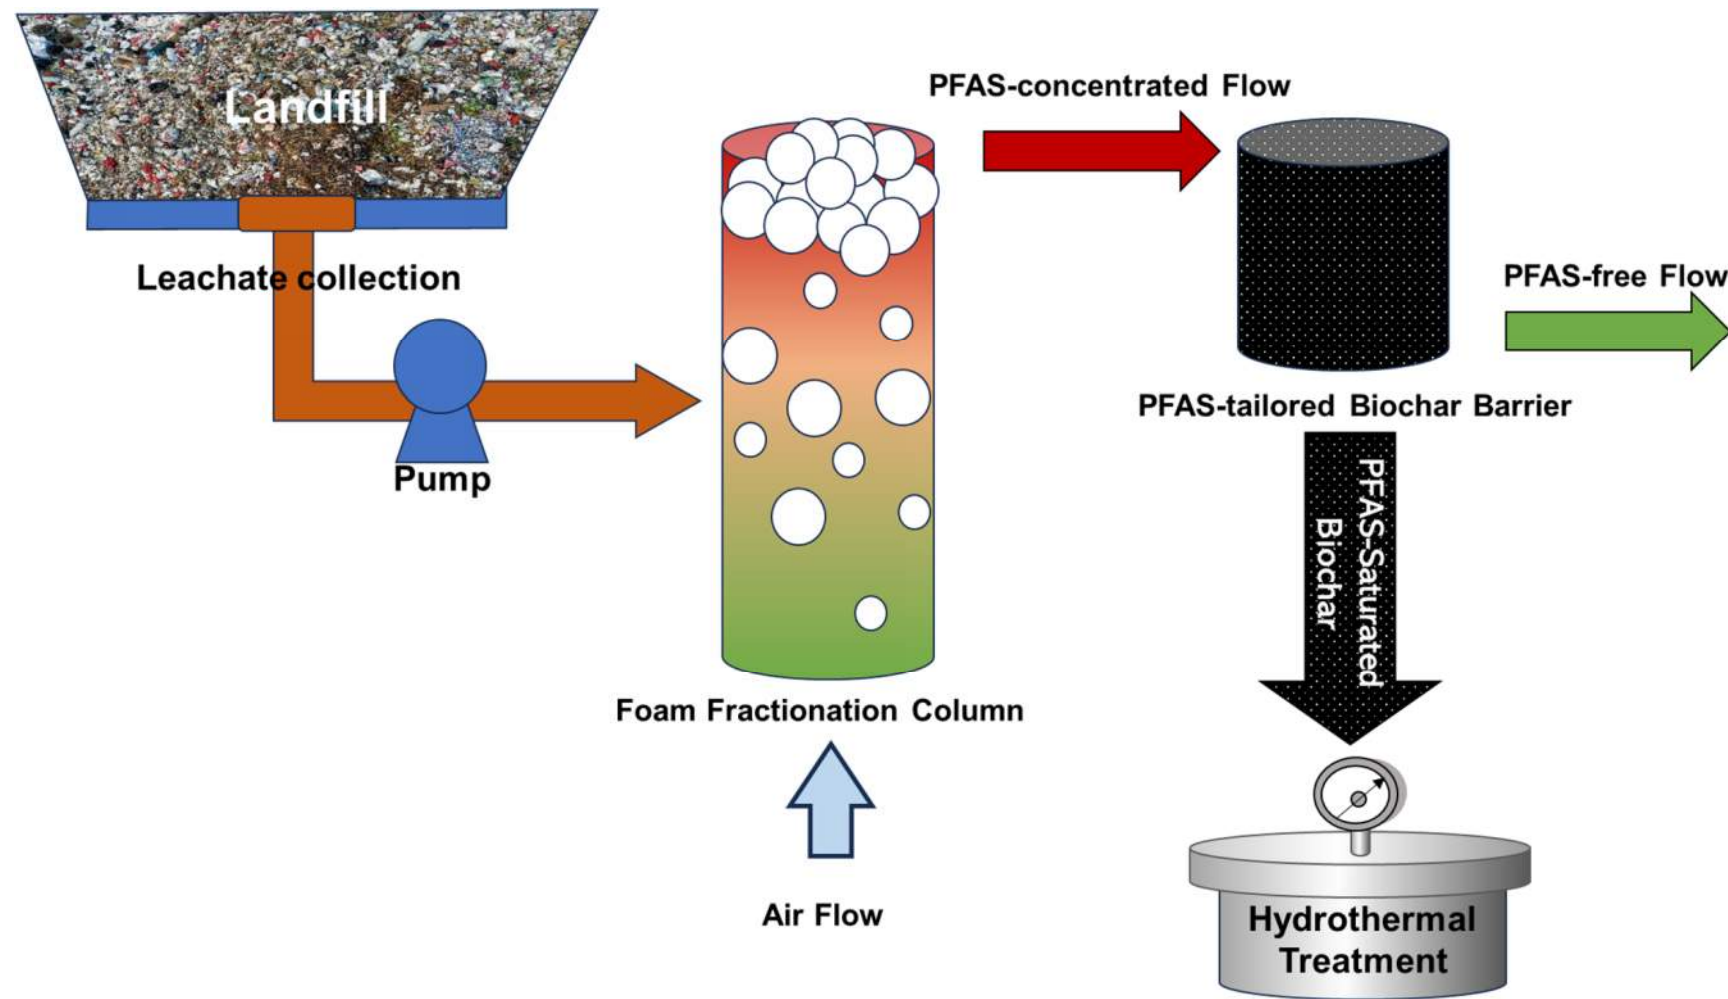 Landfill
Leachate collection
Pump
Foam Fractionation Column
Air Flow
PFAS-concentrated Flow
PFAS-tailored Biochar Barrier
PFAS-free Flow
PFAS-Saturated
Biochar
Hydrothermal
Treatment